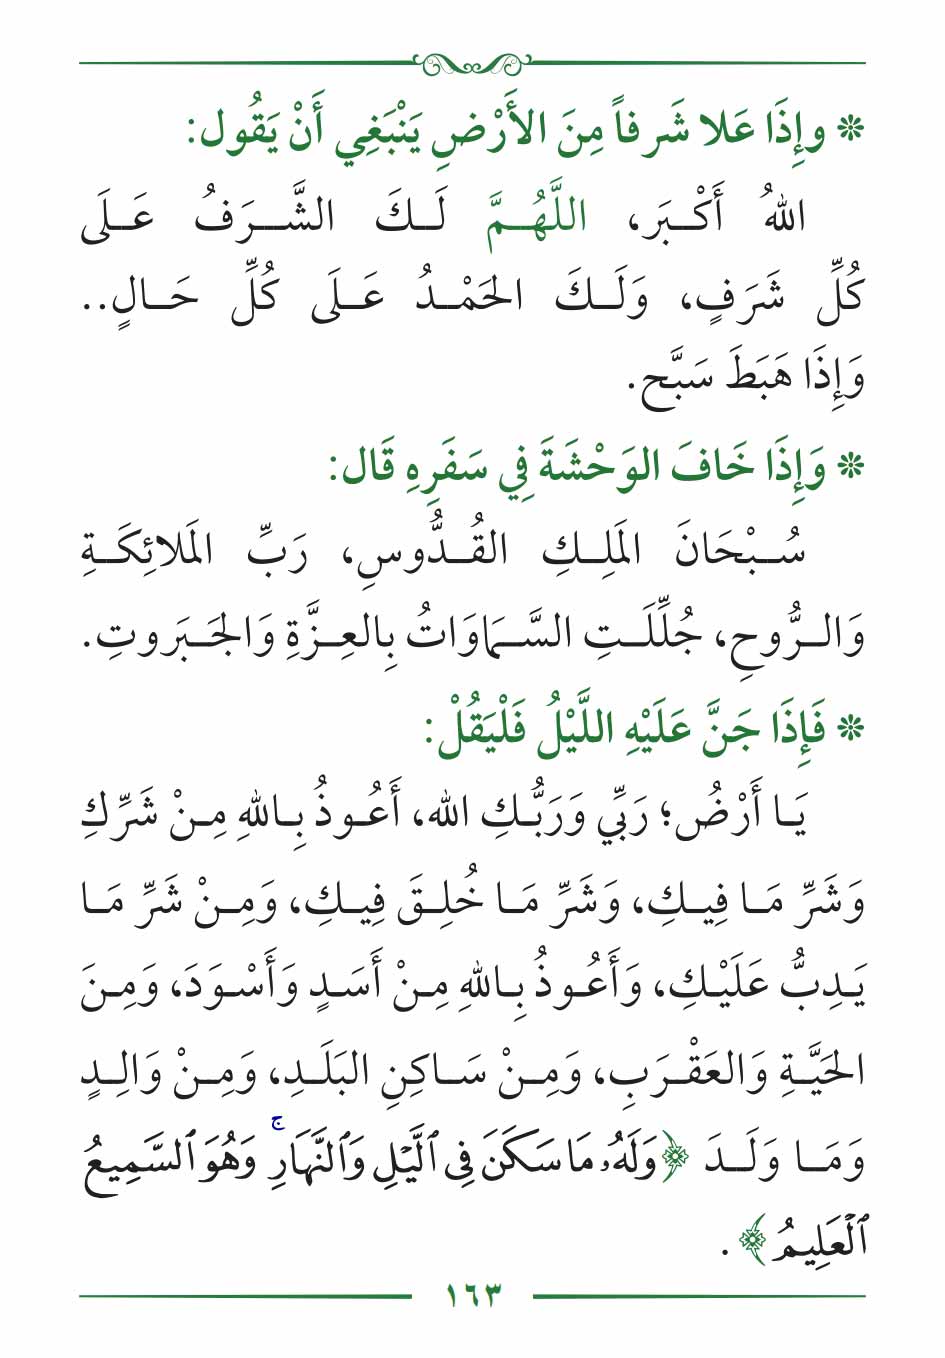 ❊ وإِذَا عَلا شَرفاً مِنَ الأَرْضِ يَنْبَغِي أَنْ يَقُول:
اللهُ أَكْبَر، اللَّهُمَّ لَكَ الشَّرَفُ عَلَى
كُلِّ شَرَفٍ، وَلَكَ الحَمْدُ عَلَى كُلِّ حَالٍ..
وَإِذَا هَبَطَ سَبَّح.
❊ وَإِذَا خَافَ الوَحْشَةَ فِي سَفَرِهِ قَال:
سُبْحَانَ المَلِكِ القُدُّوسِ، رَبِّ المَلائِكَةِ
وَالرُّوحِ، جُلِّلَتِ السَّمَاوَاتُ بِالعِزَّةِ وَالجَبَروتِ.
❊ فَإِذَا جَنَّ عَلَيْهِ اللَّيْلُ فَلْيَقُلْ:
يَا أَرْضُ؛ رَبِّي وَرَبُّكِ الله، أَعُوذُ بِاللهِ مِنْ شَرِّكِ
وَشَرِّ مَا فِيكِ، وَشَرِّ مَا خُلِقَ فِيكِ، وَمِنْ شَرِّ مَا
يَدِبُّ عَلَيْكِ، وَأَعُوذُ بِاللهِ مِنْ أَسَدٍ وَأَسْوَدَ، وَمِنَ
الحَيَّةِ وَالعَقْرَبِ، وَمِنْ سَاكِنِ البَلَدِ، وَمِنْ وَالِدٍ
وَمَا وَلَدَ ﴿وَلَهُۥ مَا سَكَنَ فِى ٱلَّيْلِ وَٱلنَّهَارِ ۚ وَهُوَ ٱلسَّمِيعُ
ٱلْعَلِيمُ﴾.
١٦٣